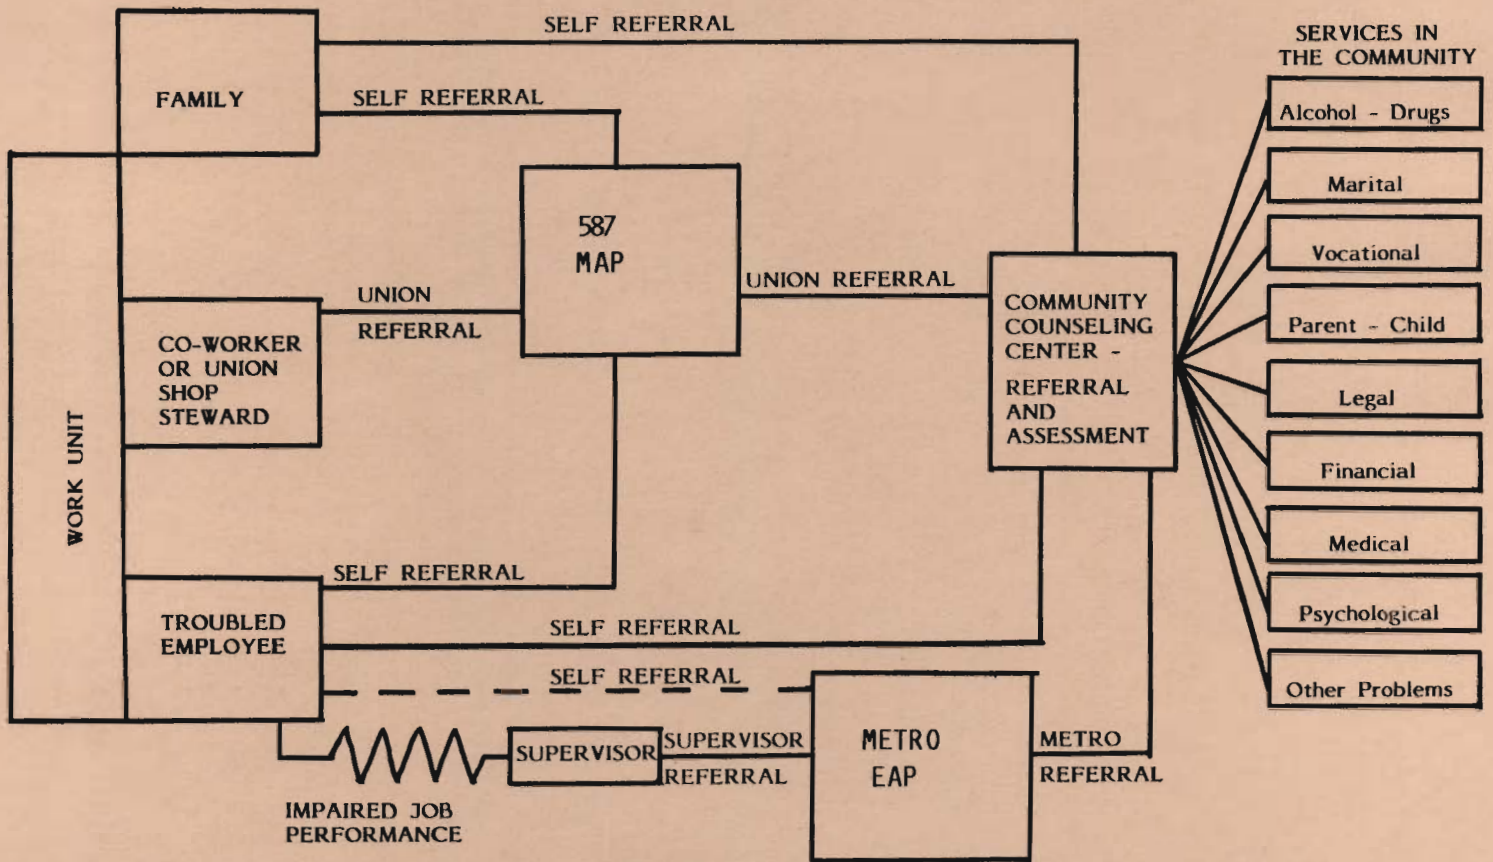 SELF REFERRAL
SERVICES IN
THE COMMUNITY
FAMILY
SELF REFERRAL
Alcohol - Drugs
Marital
587
MAP
Vocational
UNION
REFERRAL
UNION REFERRAL
COMMUNITY
COUNSELING
CENTER -
REFERRAL
AND
ASSESSMENT
Parent - Child
CO-WORKER
OR UNION
SHOP
STEWARD
Legal
WORK UNIT
Financial
Medical
SELF REFERRAL
Psychological
TROUBLED
EMPLOYEE
SELF REFERRAL
SELF REFERRAL
Other Problems
SUPERVISOR
SUPERVISOR
REFERRAL
METRO
EAP
METRO
REFERRAL
IMPAIRED JOB
PERFORMANCE